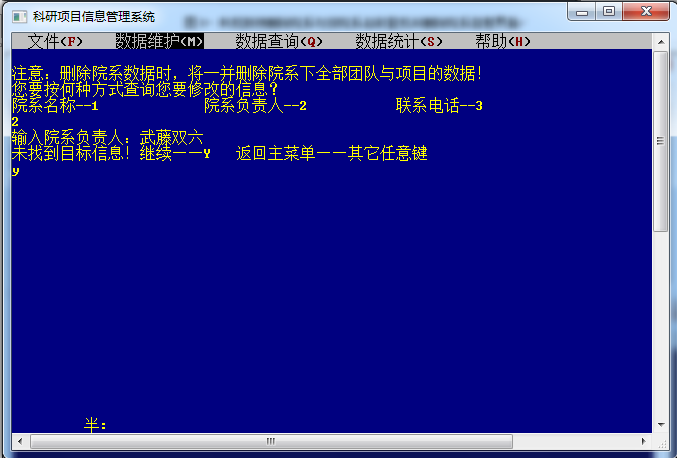 科研项目信息管理系统
文件(F) 数据维护(M) 数据查询(Q) 数据统计(S) 帮助(H)
注意：删除院系数据时，将一并删除院系下全部团队与项目的数据！
您要按何种方式查询您要修改的信息？
院系名称--1 院系负责人--2 联系电话--3
2
输入院系负责人：武藤双六
未找到目标信息！继续——Y 返回主菜单——其它任意键
y
半：